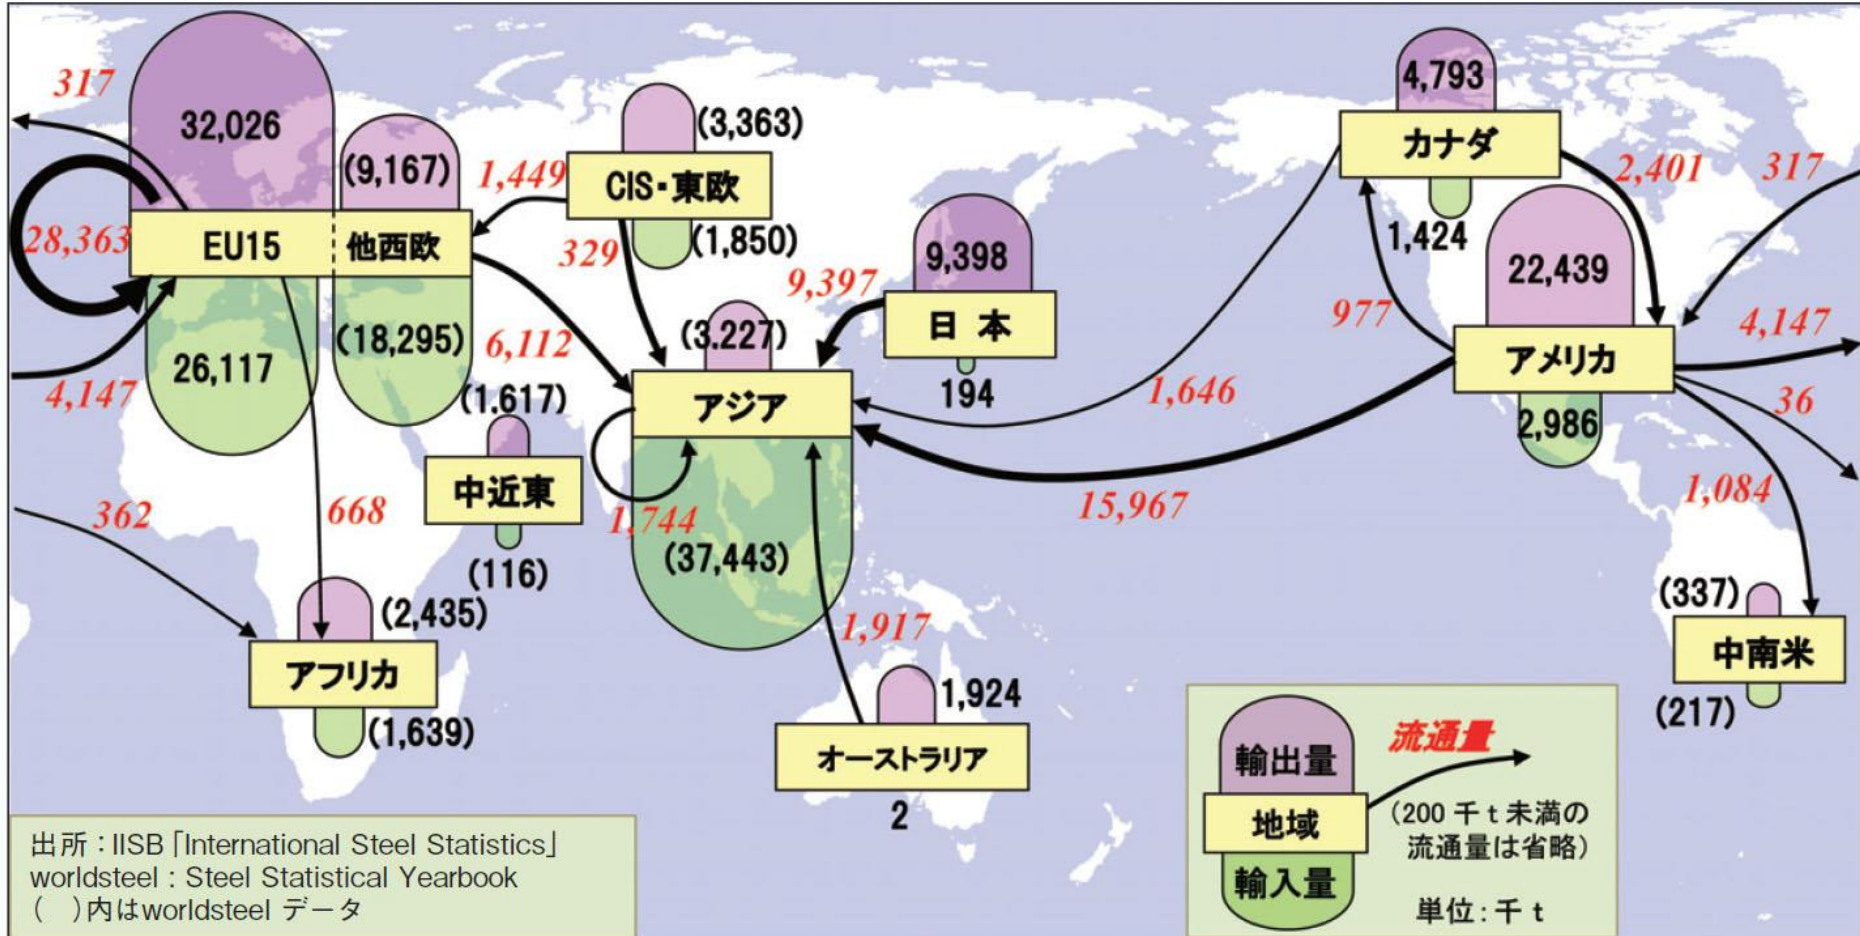 317
32,026
(9,167)
28,363
EU15
他西欧
4,147
26,117
(18,295)
1,449
(3,363)
CIS・東欧
(1,850)
329
6,112
9,398
9,397
日本
194
(3.227)
アジア
1,744
(37,443)
(1.617)
中近東
(116)
362
668
(2,435)
アフリカ
(1,639)
1,917
1,924
オーストラリア
2
4,793
カナダ
1,424
2,401
317
22,439
977
アメリカ
4,147
2,986
36
1,646
15,967
1,084
(337)
中南米
(217)
輸出量
流通量
地域
(200 千 t 未満の
流通量は省略)
輸入量
単位：千 t
出所：IISB「International Steel Statistics」
worldsteel : Steel Statistical Yearbook
(　)内はworldsteel データ